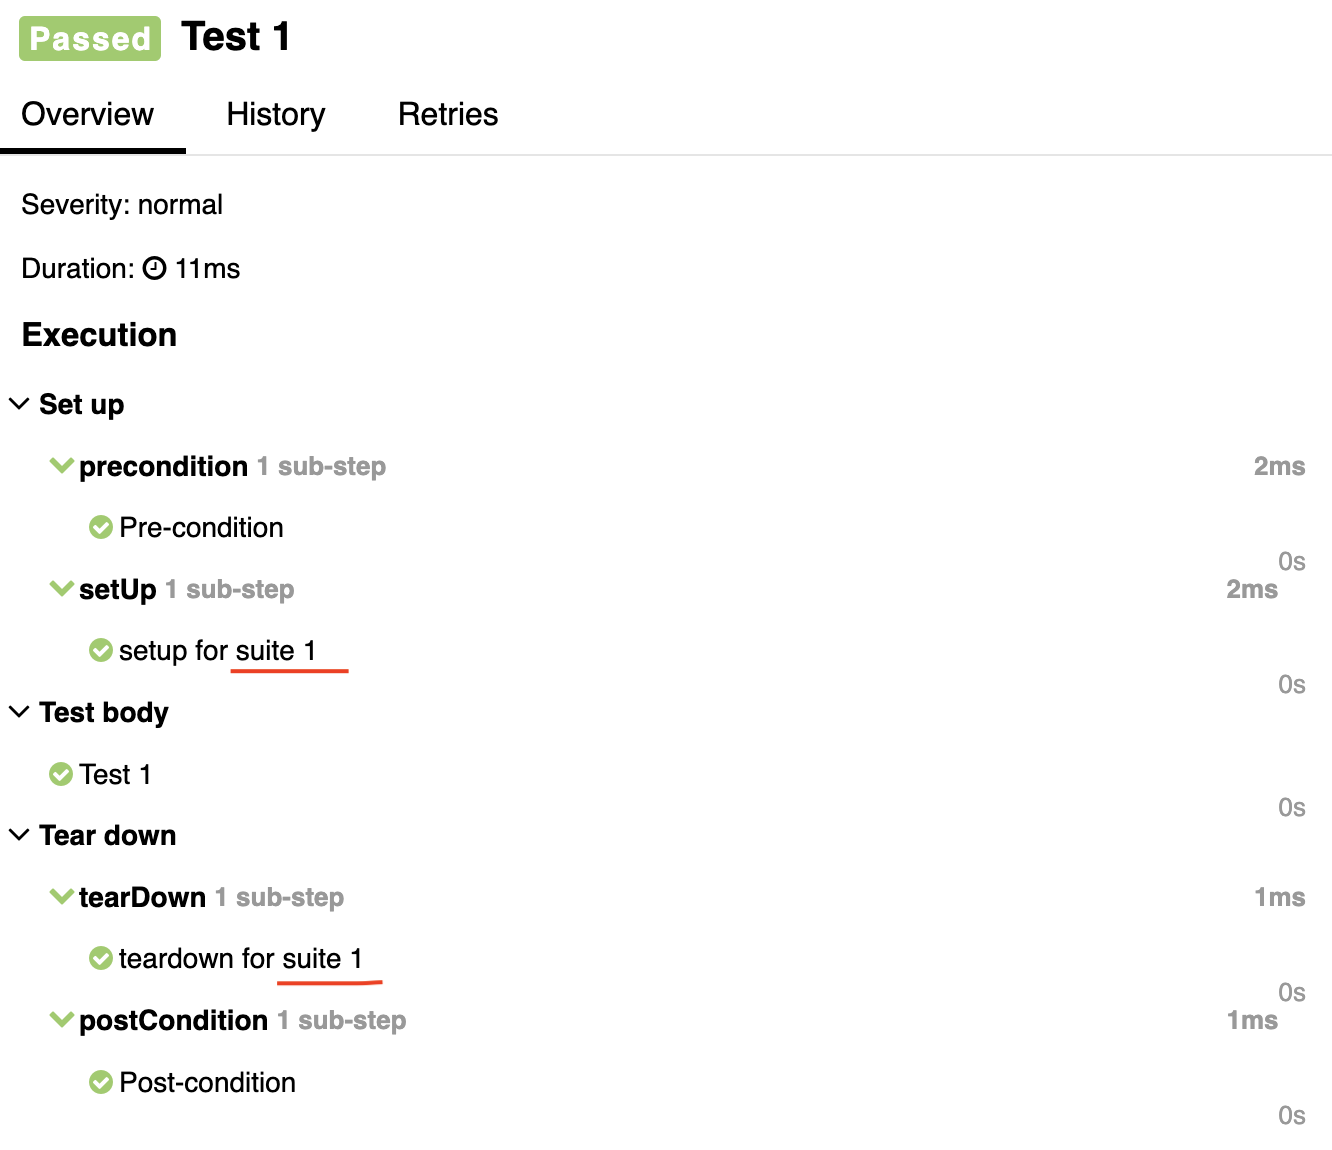 Passed Test 1
Overview History Retries
Severity: normal
Duration: 11ms
Execution
Set up
precondition 1 sub-step 2ms
Pre-condition
0s
setUp 1 sub-step 2ms
setup for suite 1
0s
Test body
Test 1
0s
Tear down
tearDown 1 sub-step 1ms
teardown for suite 1
0s
postCondition 1 sub-step 1ms
Post-condition
0s